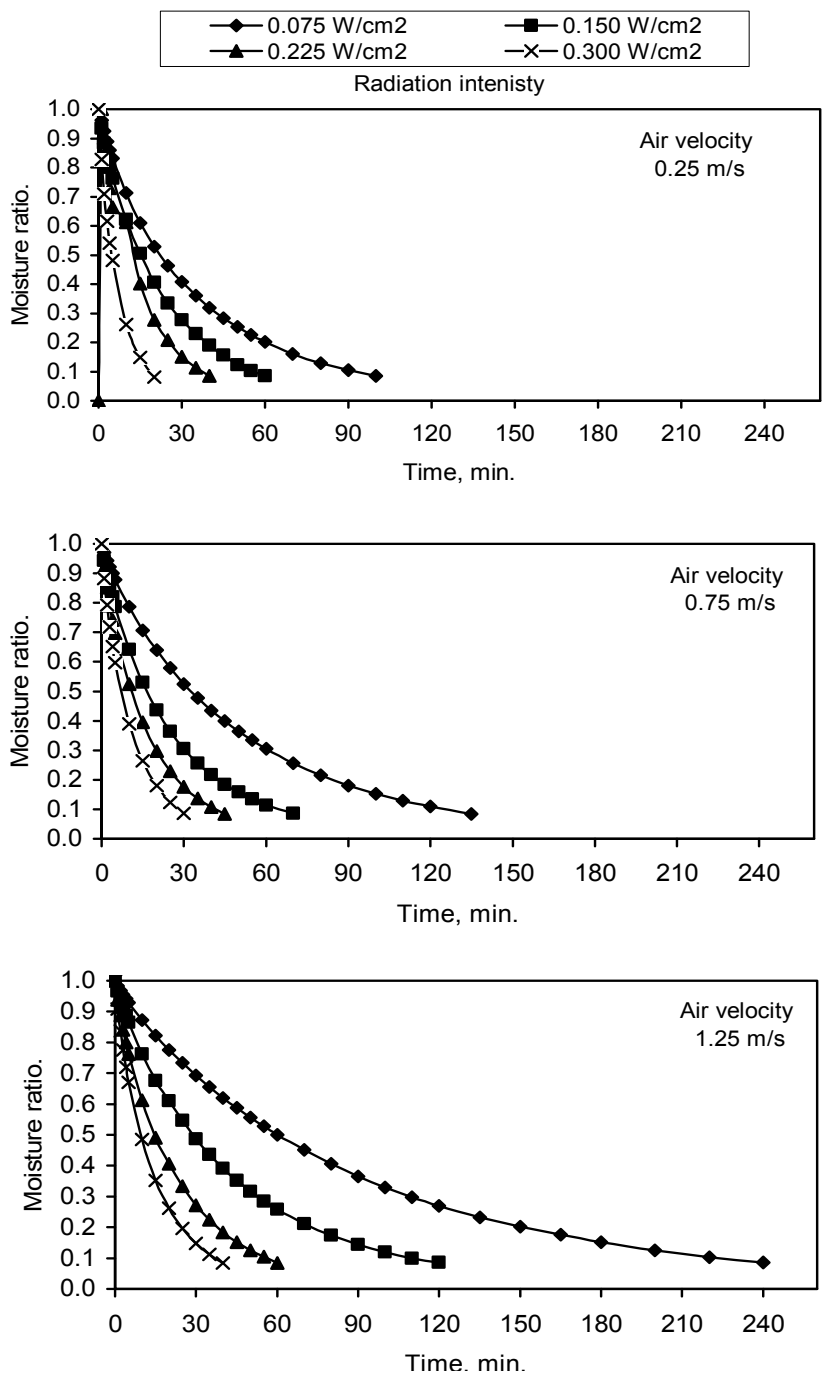 0.075 W/cm2 0.150 W/cm2
0.225 W/cm2 0.300 W/cm2
Radiation intenisty
Air velocity
0.25 m/s
1.0
0.9
0.8
0.7
0.6
0.5
0.4
0.3
0.2
0.1
0.0
Moisture ratio.
0 30 60 90 120 150 180 210 240
Time, min.
Air velocity
0.75 m/s
1.0
0.9
0.8
0.7
0.6
0.5
0.4
0.3
0.2
0.1
0.0
Moisture ratio.
0 30 60 90 120 150 180 210 240
Time, min.
Air velocity
1.25 m/s
1.0
0.9
0.8
0.7
0.6
0.5
0.4
0.3
0.2
0.1
0.0
Moisture ratio.
0 30 60 90 120 150 180 210 240
Time, min.